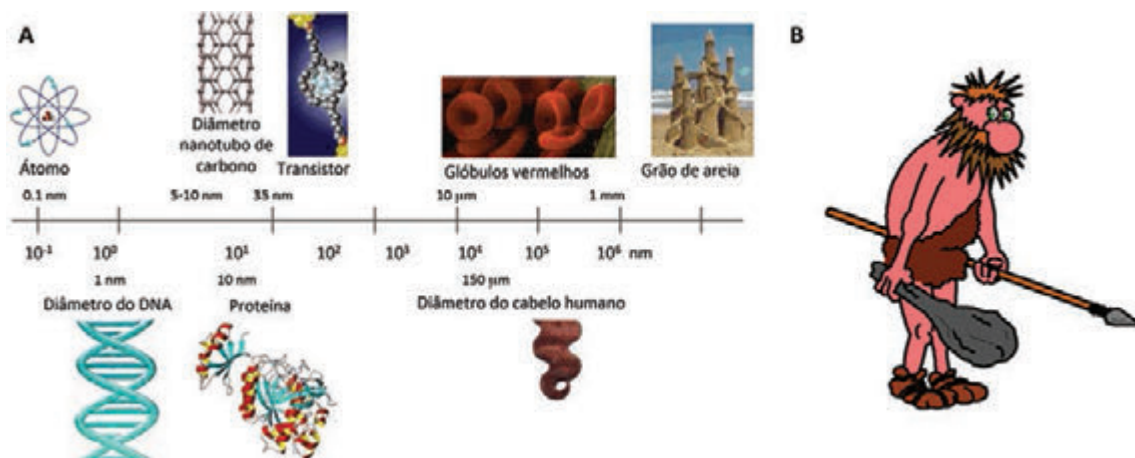 A
B
Diâmetro
nanotubo de
carbono
Átomo
Transistor
Glóbulos vermelhos
Grão de areia
0.1 nm
5-10 nm
35 nm
10 μm
1 mm
10⁻¹ 10⁰ 10¹ 10² 10³ 10⁴ 10⁵ 10⁶ nm
1 nm
10 nm
150 μm
Diâmetro do DNA
Proteína
Diâmetro do cabelo humano